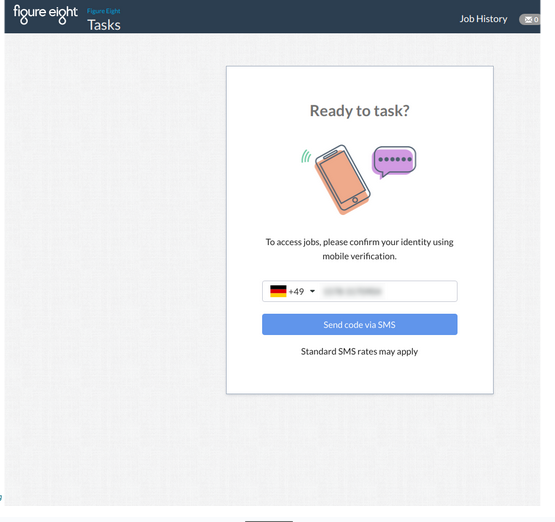 figure eight
Figure Eight
Tasks
Job History
0
Ready to task?
To access jobs, please confirm your identity using
mobile verification.
+49
Send code via SMS
Standard SMS rates may apply